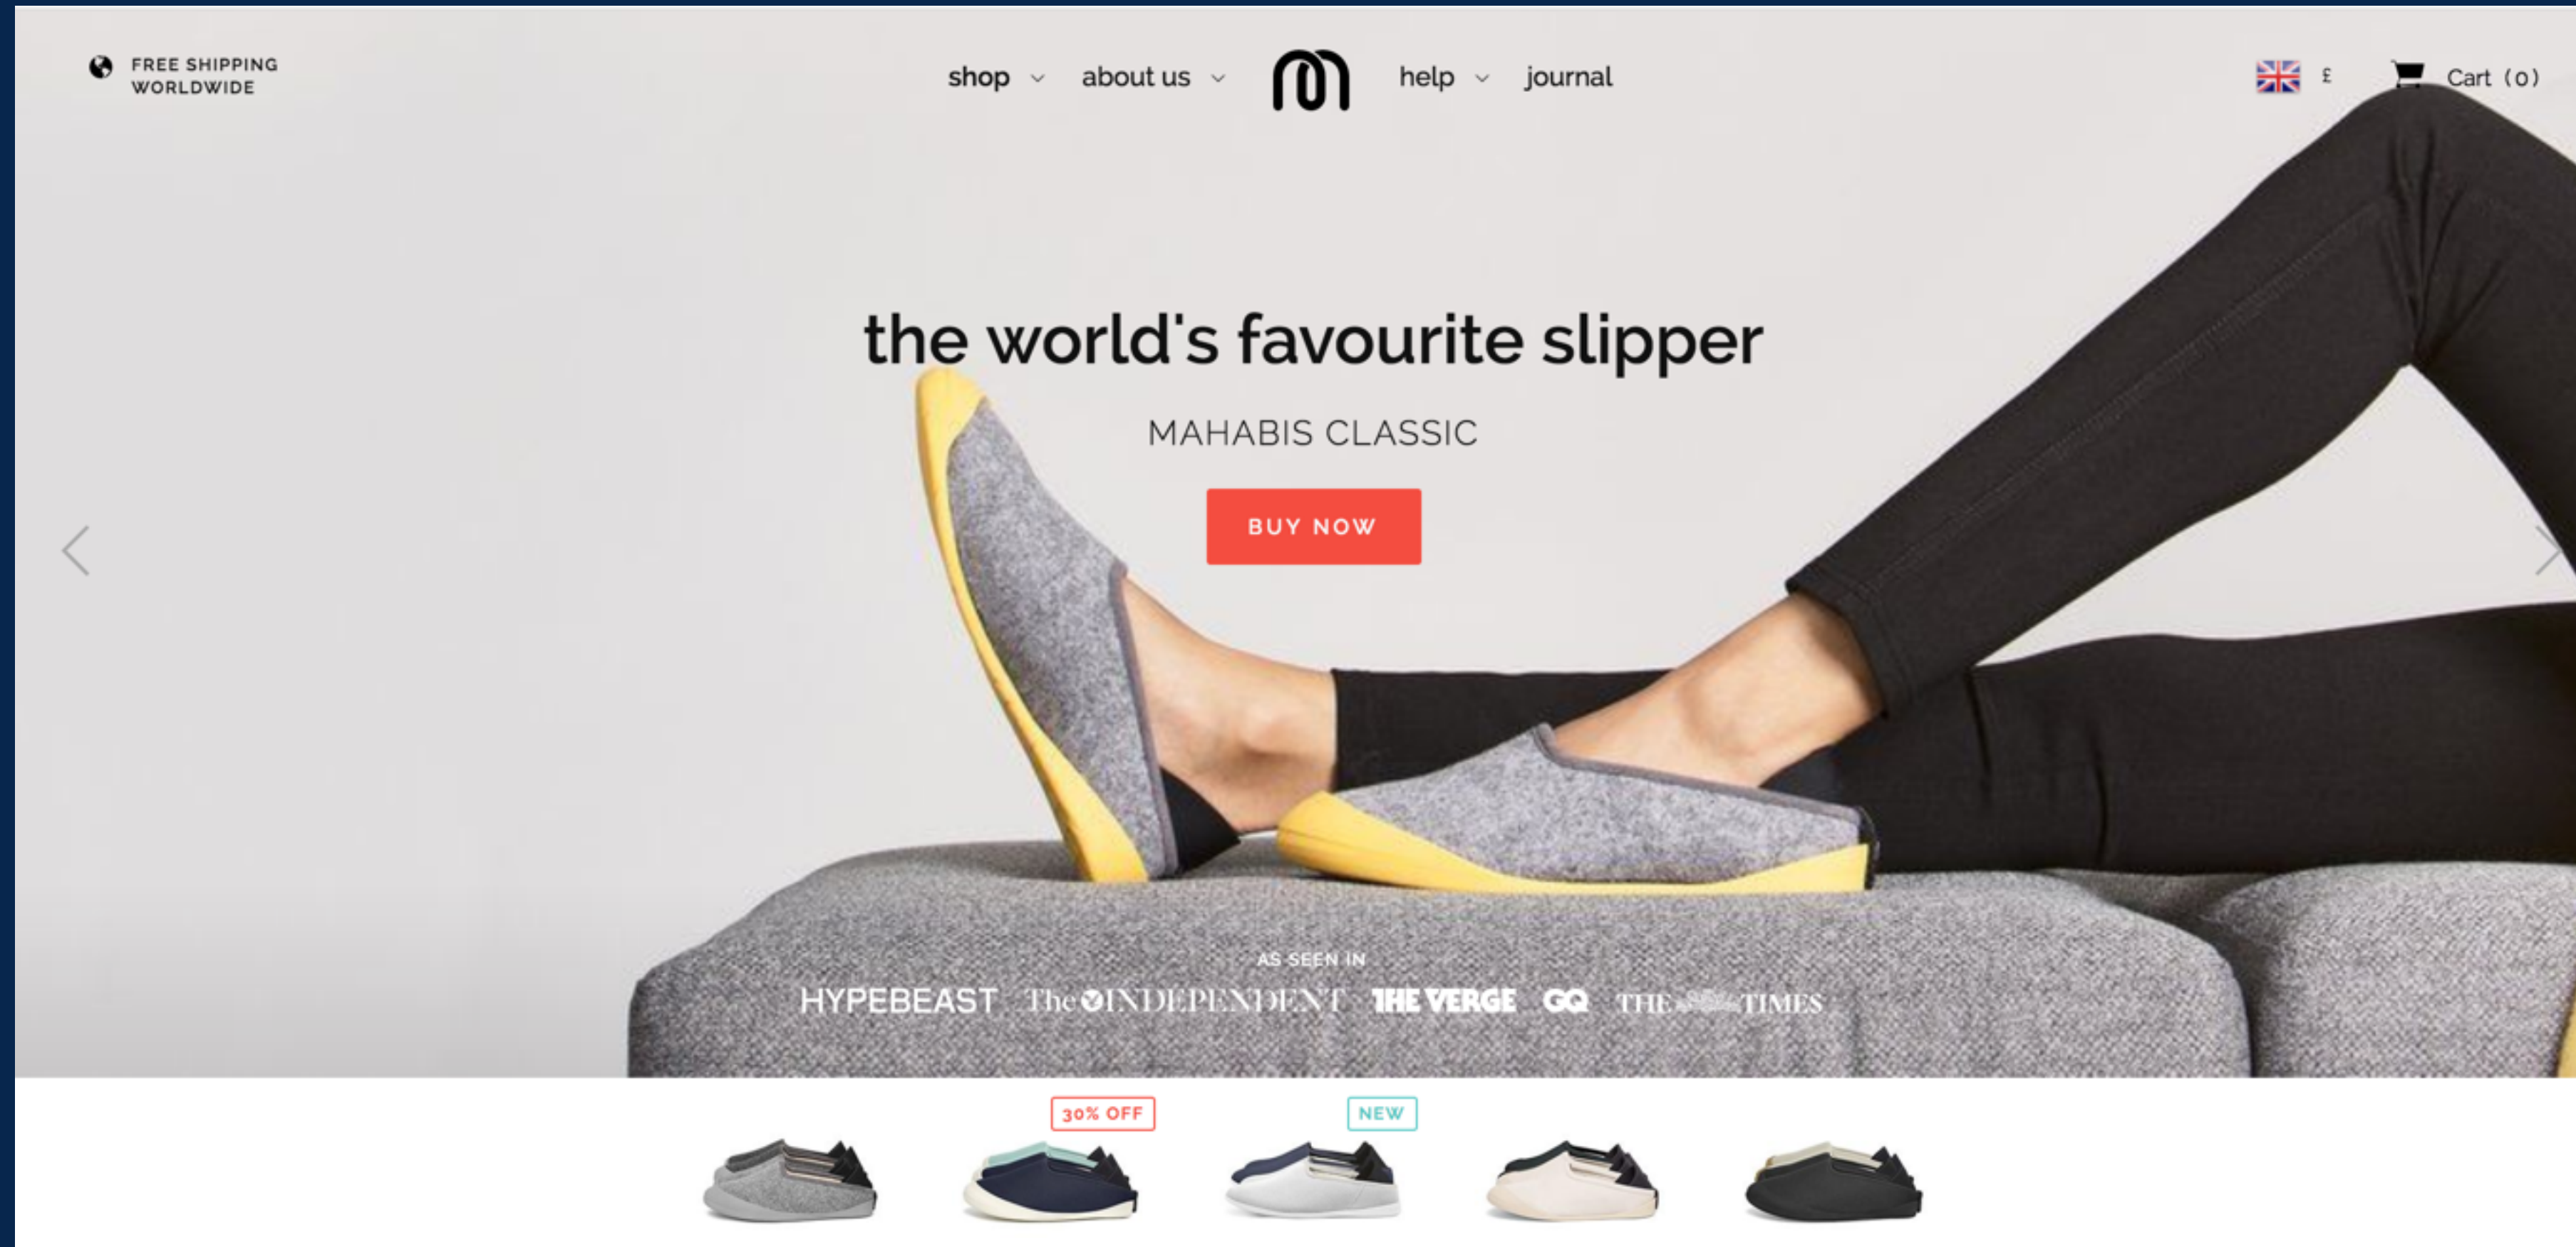 FREE SHIPPING
WORLDWIDE
shop
about us
help
journal
£
Cart (0)
the world's favourite slipper
MAHABIS CLASSIC
BUY NOW
AS SEEN IN
HYPEBEAST The INDEPENDENT THE VERGE GQ THE TIMES
30% OFF
NEW